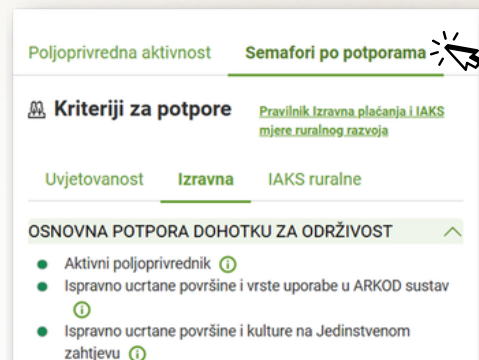 Poljoprivredna aktivnost Semafori po potporama
Kriteriji za potpore Pravilnik Izravna plaćanja i IAKS
mjere ruralnog razvoja
Uvjetovanost Izravna IAKS ruralne
OSNOVNA POTPORA DOHOTKU ZA ODRŽIVOST
Aktivni poljoprivrednik
Ispravno ucrtane površine i vrste uporabe u ARKOD sustav
Ispravno ucrtane površine i kulture na Jedinstvenom
zahtjevu